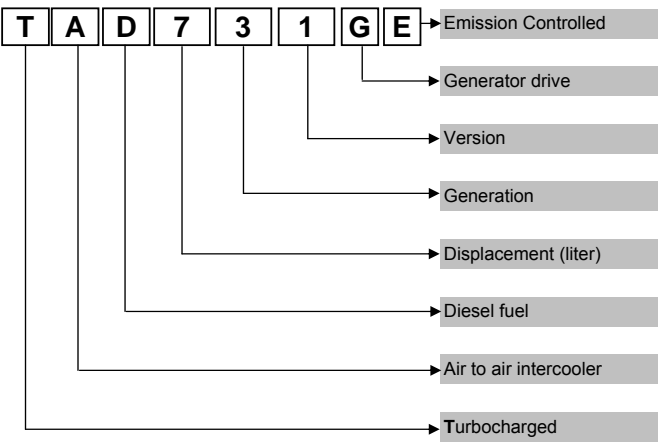 T A D 7 3 1 G E
Emission Controlled
Generator drive
Version
Generation
Displacement (liter)
Diesel fuel
Air to air intercooler
Turbocharged